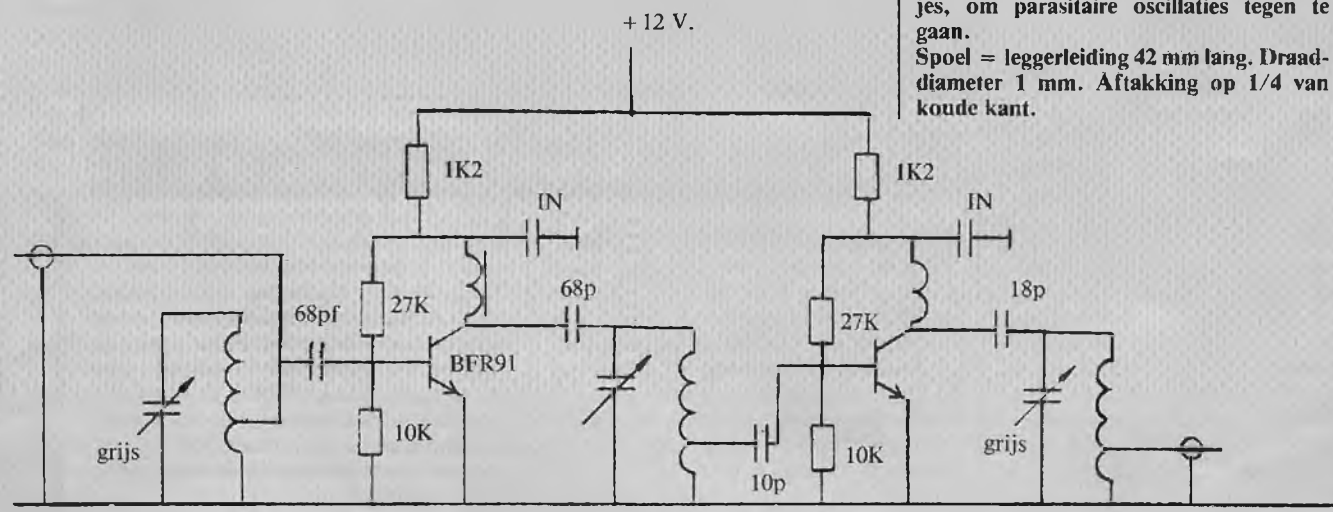 + 12 V.
jes, om parasitaire oscillaties tegen te
gaan.
Spoel = leggerleiding 42 mm lang. Draad-
diameter 1 mm. Aftakking op 1/4 van
koude kant.
1K2
1K2
IN
IN
68pf
27K
68p
27K
18p
BFR91
grijs
10K
10p
10K
grijs